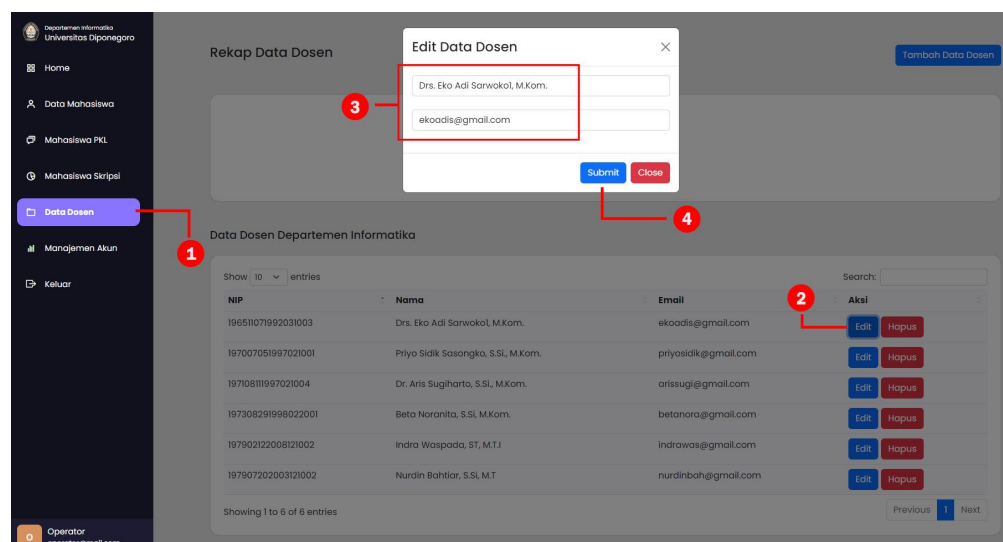 Departemen Informatika
Universitas Diponegoro
Home
Data Mahasiswa
Mahasiswa PKL
Mahasiswa Skripsi
Data Dosen
Manajemen Akun
Keluar
O
Operator
Rekap Data Dosen
Tambah Data Dosen
Edit Data Dosen
Drs. Eko Adi Sarwoko1, M.Kom.
ekoadis@gmail.com
Submit Close
3
4
1
2
Data Dosen Departemen Informatika
Show 10 entries Search:
NIP Nama Email Aksi
196511071992031003 Drs. Eko Adi Sarwoko1, M.Kom. ekoadis@gmail.com Edit Hapus
197007051997021001 Priyo Sidik Sasongko, S.Si., M.Kom. priyosidik@gmail.com Edit Hapus
197108111997021004 Dr. Aris Sugiharto, S.Si., M.Kom. arissugi@gmail.com Edit Hapus
197308291998022001 Beta Noranita, S.Si, M.Kom. betanora@gmail.com Edit Hapus
197902122008121002 Indra Waspada, ST, M.T.I indrawas@gmail.com Edit Hapus
197907202003121002 Nurdin Bahtiar, S.Si, M.T nurdinbah@gmail.com Edit Hapus
Showing 1 to 6 of 6 entries Previous 1 Next